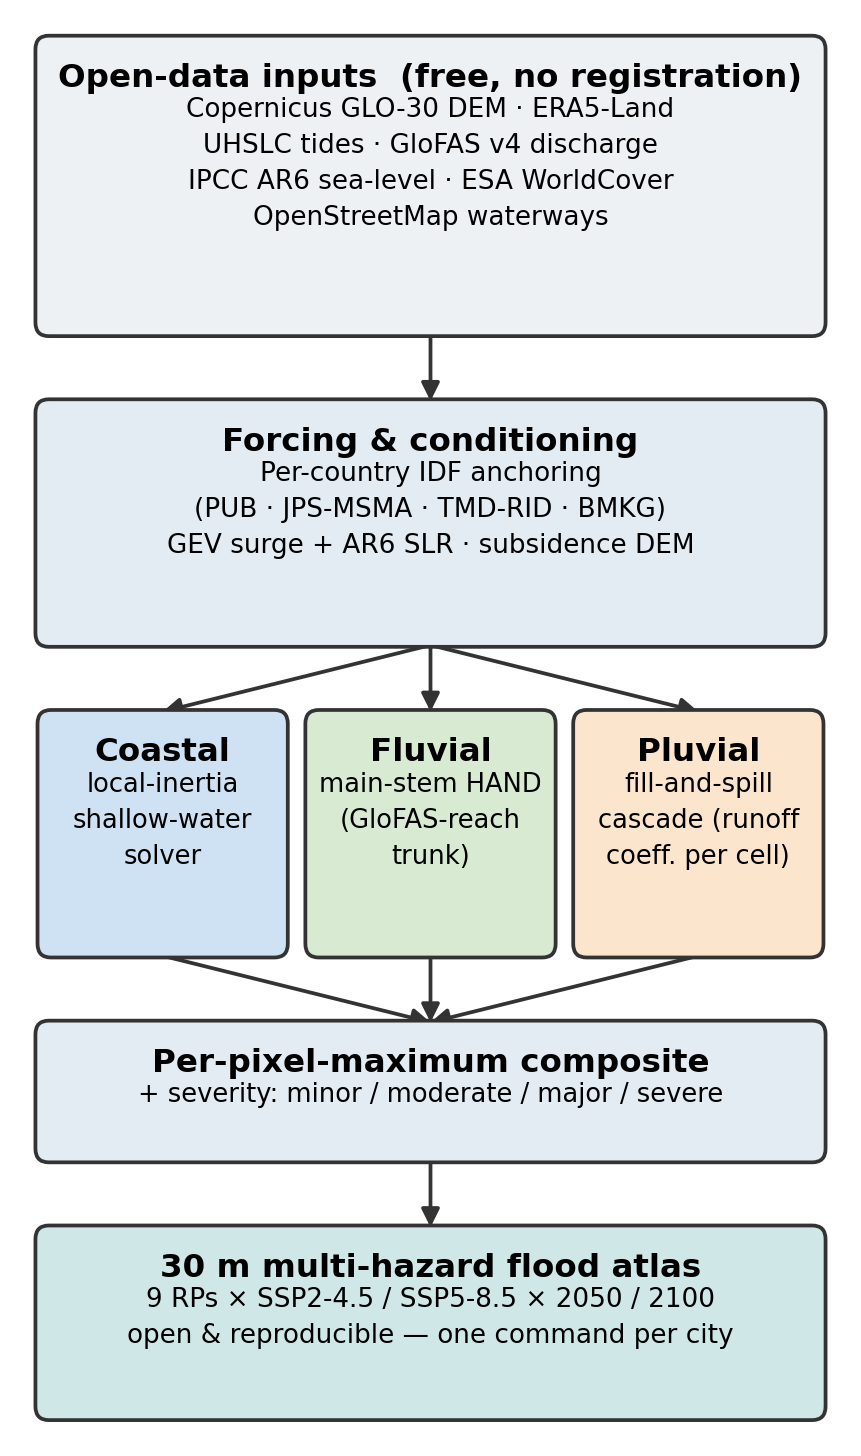 Open-data inputs  (free, no registration)
Copernicus GLO-30 DEM · ERA5-Land
UHSLC tides · GloFAS v4 discharge
IPCC AR6 sea-level · ESA WorldCover
OpenStreetMap waterways
Forcing & conditioning
Per-country IDF anchoring
(PUB · JPS-MSMA · TMD-RID · BMKG)
GEV surge + AR6 SLR · subsidence DEM
Coastal
local-inertia
shallow-water
solver
Fluvial
main-stem HAND
(GloFAS-reach
trunk)
Pluvial
fill-and-spill
cascade (runoff
coeff. per cell)
Per-pixel-maximum composite
+ severity: minor / moderate / major / severe
30 m multi-hazard flood atlas
9 RPs × SSP2-4.5 / SSP5-8.5 × 2050 / 2100
open & reproducible — one command per city